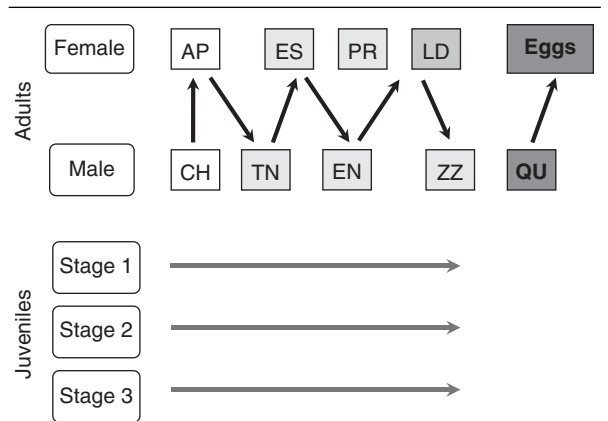 Adults
Female AP ES PR LD Eggs
Male CH TN EN ZZ QU
Juveniles
Stage 1
Stage 2
Stage 3